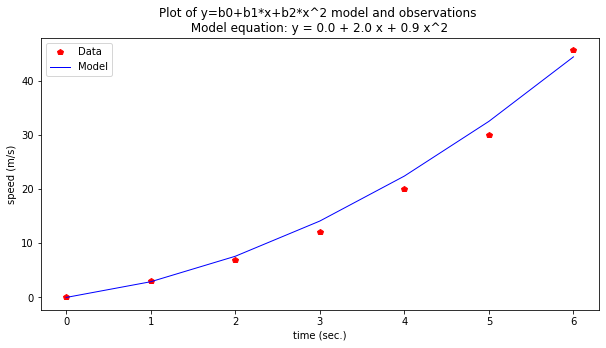 Plot of y=b0+b1*x+b2*x^2 model and observations
Model equation: y = 0.0 + 2.0 x + 0.9 x^2
Data
Model
40
30
20
10
0
speed (m/s)
0 1 2 3 4 5 6
time (sec.)